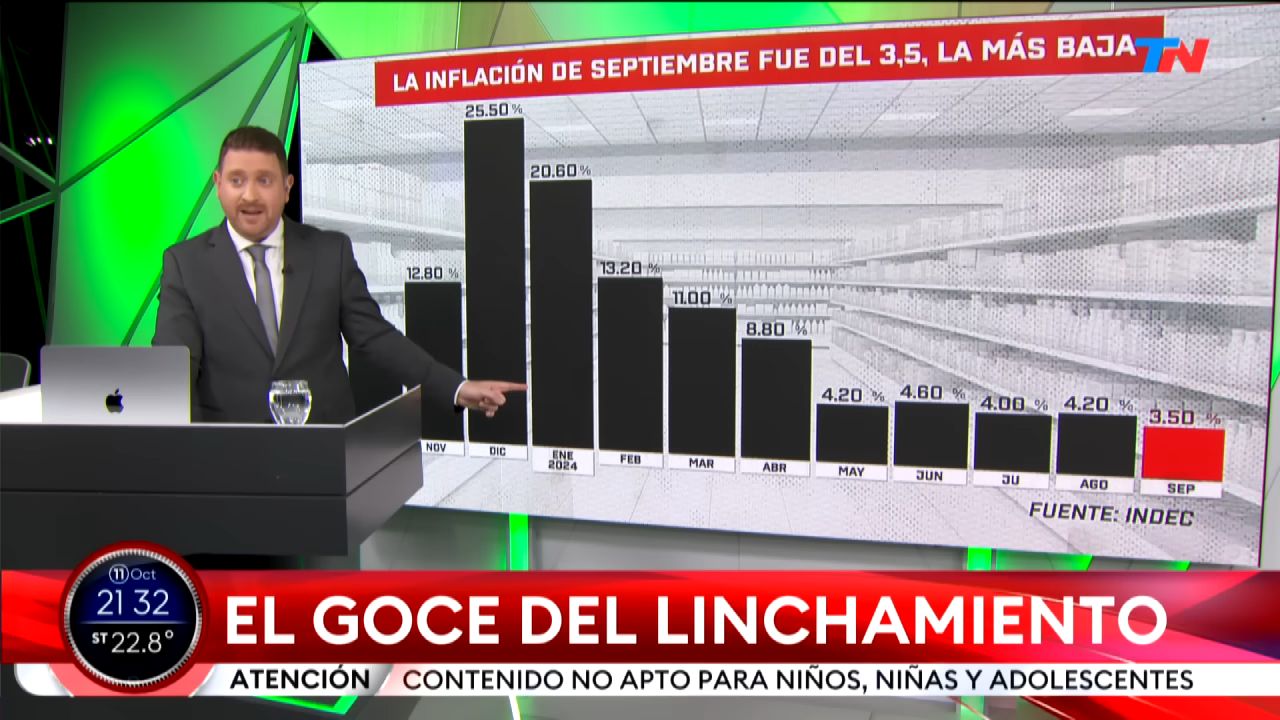 LA INFLACIÓN DE SEPTIEMBRE FUE DEL 3,5, LA MÁS BAJA
TN
25.50 %
20.60 %
12.80 %
13.20 %
11.00 %
8.80 %
4.20 %
4.60 %
4.00 %
4.20 %
3.50 %
NOV
DIC
ENE
2024
FEB
MAR
ABR
MAY
JUN
JU
AGO
SEP
FUENTE: INDEC
11 Oct
21 32
ST 22.8°
EL GOCE DEL LINCHAMIENTO
ATENCIÓN CONTENIDO NO APTO PARA NIÑOS, NIÑAS Y ADOLESCENTES